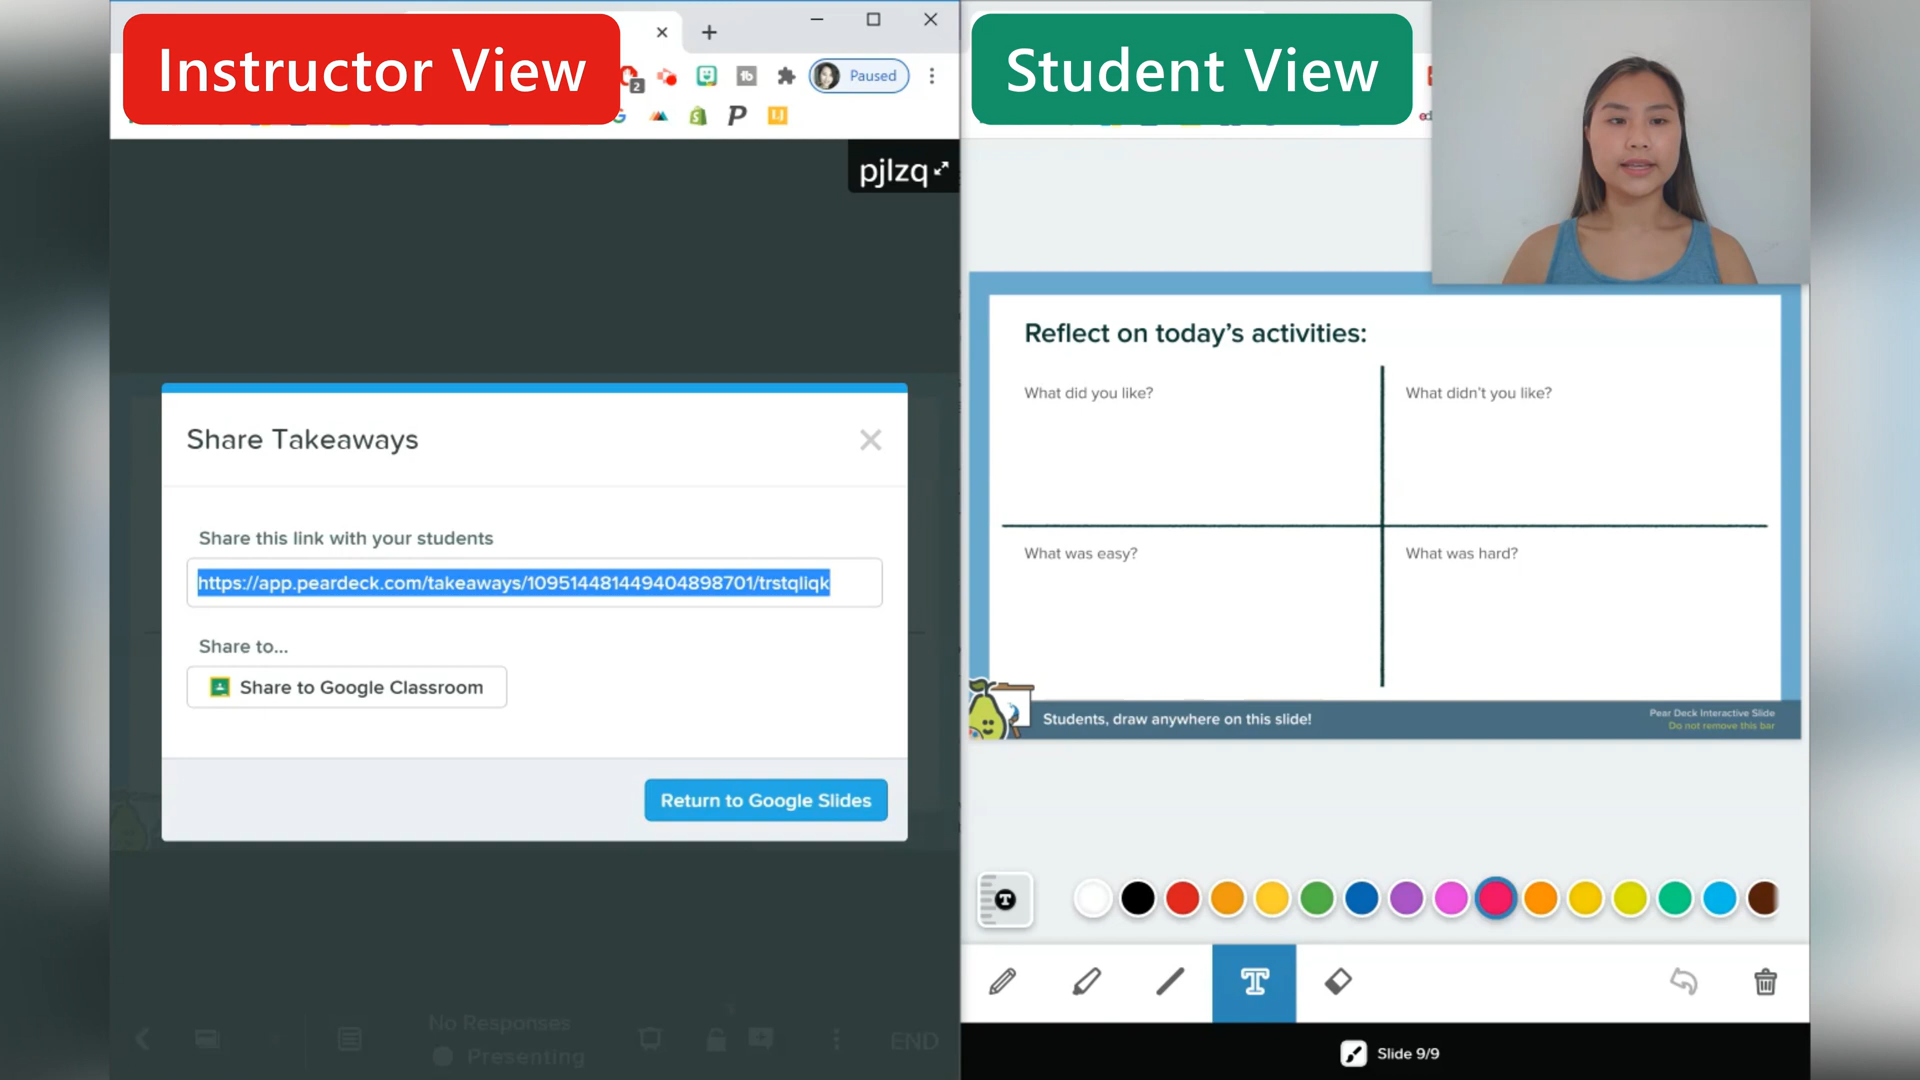 Instructor View
2
Paused
pjlzq
Share Takeaways
Share this link with your students
https://app.peardeck.com/takeaways/109514481449404898701/trstqliqk
Share to...
Share to Google Classroom
Return to Google Slides
No Responses
Presenting
END
Student View
Reflect on today's activities:
What did you like?
What didn't you like?
What was easy?
What was hard?
Students, draw anywhere on this slide!
Pear Deck Interactive Slide
Do not remove this bar
T
T
Slide 9/9